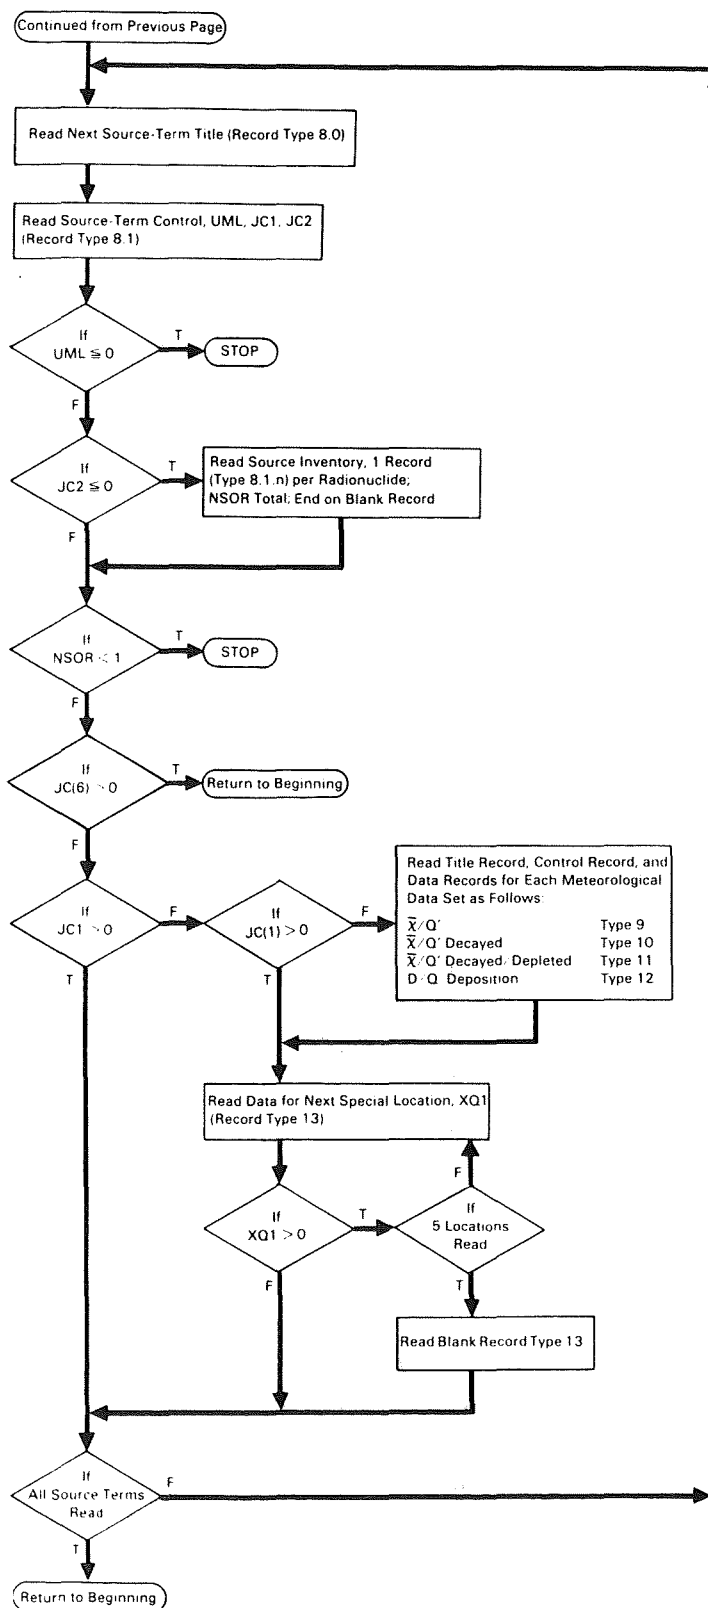 Continued from Previous Page
Read Next Source-Term Title (Record Type 8.0)
Read Source-Term Control, UML, JC1, JC2
(Record Type 8.1)
If
UML ≦ 0
T
STOP
F
If
JC2 ≦ 0
T
Read Source Inventory, 1 Record
(Type 8.1.n) per Radionuclide;
NSOR Total; End on Blank Record
F
If
NSOR < 1
T
STOP
F
If
JC(6) > 0
T
Return to Beginning
F
If
JC1 > 0
F
If
JC(1) > 0
F
Read Title Record, Control Record, and
Data Records for Each Meteorological
Data Set as Follows:
χ̅/Q′ Type 9
χ̅/Q′ Decayed Type 10
χ̅/Q′ Decayed/Depleted Type 11
D/Q Deposition Type 12
T
T
Read Data for Next Special Location, XQ1
(Record Type 13)
F
If
XQ1 > 0
T
If
5 Locations
Read
F
T
Read Blank Record Type 13
If
All Source Terms
Read
F
T
Return to Beginning